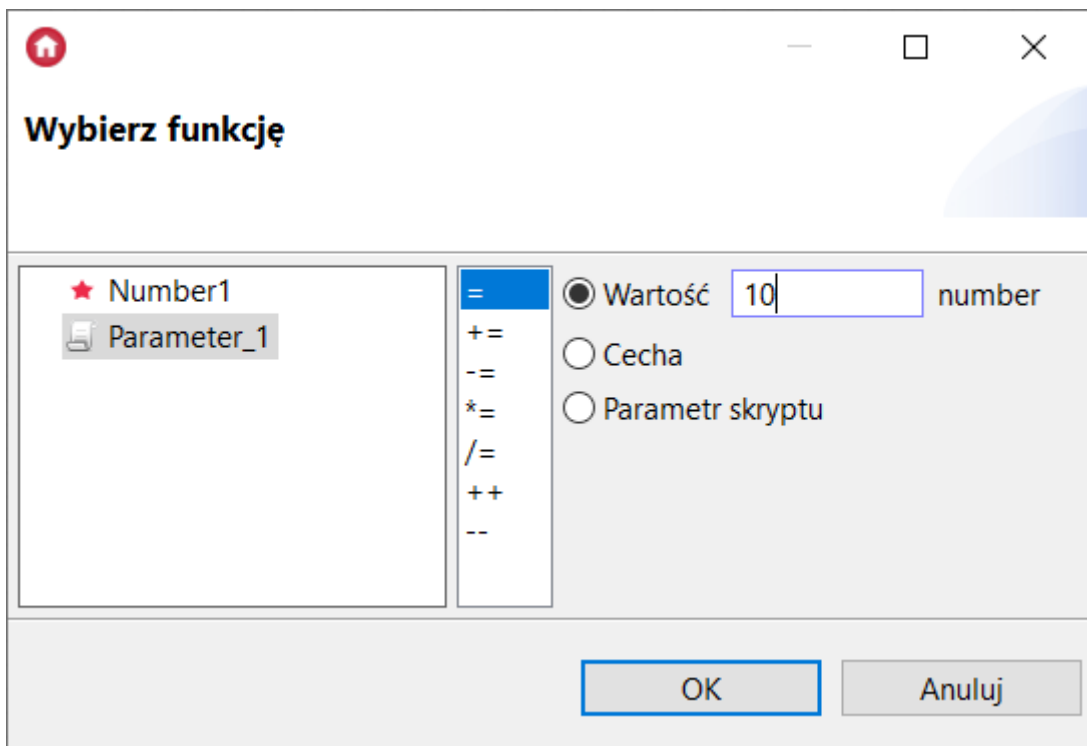 Wybierz funkcję
Number1
Parameter_1
=
+=
-=
*=
/=
++
--
Wartość 10 number
Cecha
Parametr skryptu
OK Anuluj